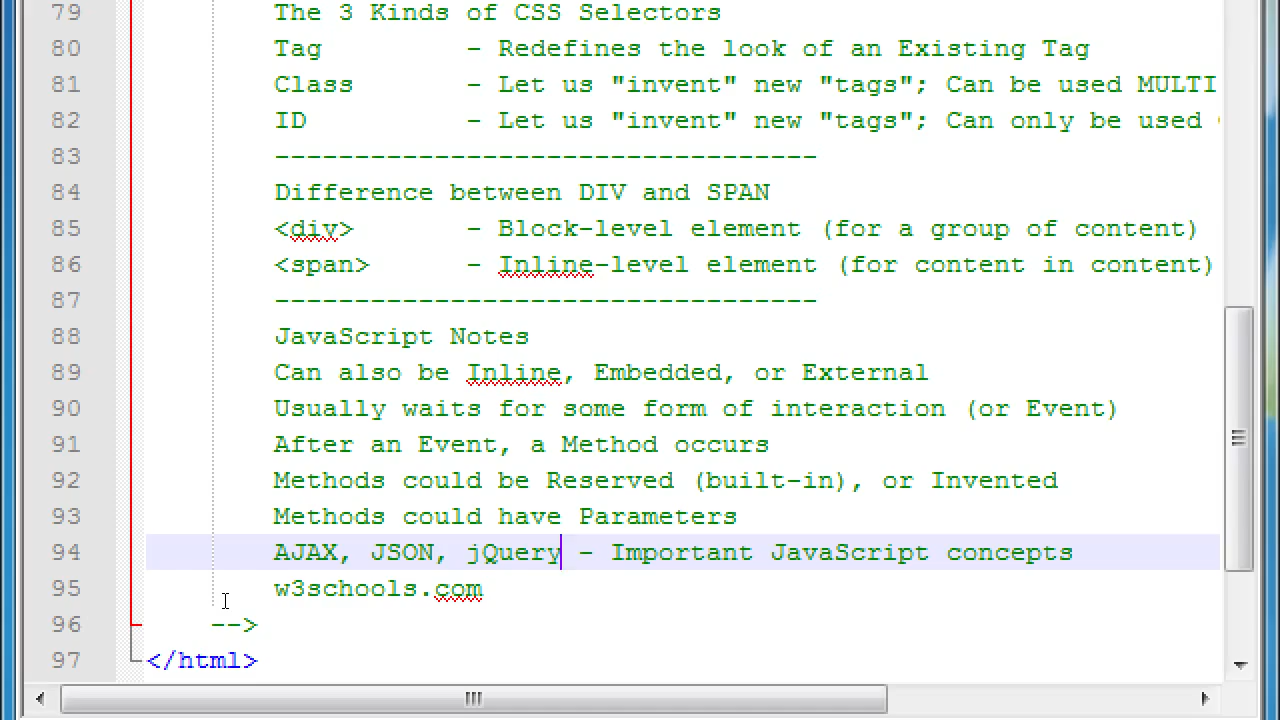 79 The 3 Kinds of CSS Selectors
80 Tag - Redefines the look of an Existing Tag
81 Class - Let us "invent" new "tags"; Can be used MULTI
82 ID - Let us "invent" new "tags"; Can only be used
83 ----------------------------------
84 Difference between DIV and SPAN
85 <div> - Block-level element (for a group of content)
86 <span> - Inline-level element (for content in content)
87 ----------------------------------
88 JavaScript Notes
89 Can also be Inline, Embedded, or External
90 Usually waits for some form of interaction (or Event)
91 After an Event, a Method occurs
92 Methods could be Reserved (built-in), or Invented
93 Methods could have Parameters
94 AJAX, JSON, jQuery - Important JavaScript concepts
95 w3schools.com
96 -->
97 </html>